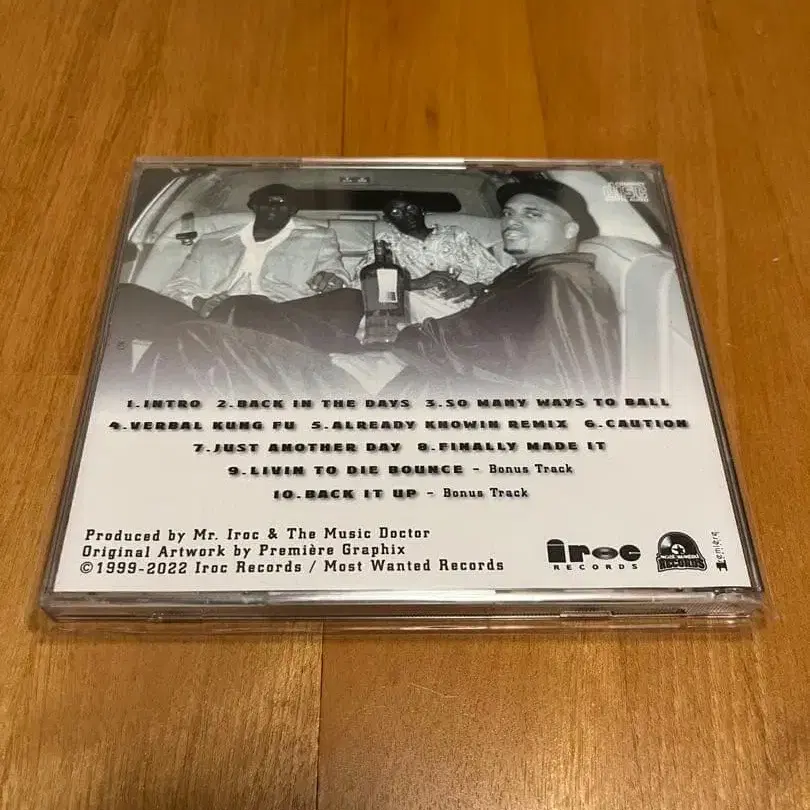 1.INTRO 2.BACK IN THE DAYS 3.SO MANY WAYS TO BALL
4.VERBAL KUNG FU 5.ALREADY KNOWIN REMIX 6.CAUTION
7.JUST ANOTHER DAY 8.FINALLY MADE IT
9.LIVIN TO DIE BOUNCE - Bonus Track
10.BACK IT UP - Bonus Track
Produced by Mr. Iroc & The Music Doctor
Original Artwork by Première Graphix
©1999-2022 Iroc Records / Most Wanted Records
iroc
RECORDS
MOST WANTED
RECORDS